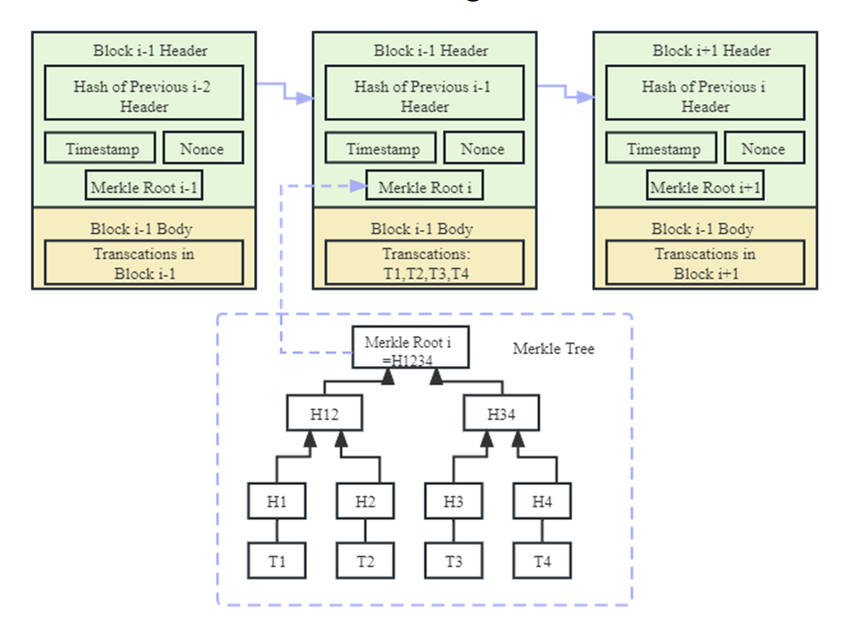 Block i-1 Header
Hash of Previous i-2
Header
Timestamp
Nonce
Merkle Root i-1
Block i-1 Body
Transcations in
Block i-1
Block i-1 Header
Hash of Previous i-1
Header
Timestamp
Nonce
Merkle Root i
Block i-1 Body
Transcations:
T1,T2,T3,T4
Block i+1 Header
Hash of Previous i
Header
Timestamp
Nonce
Merkle Root i+1
Block i-1 Body
Transcations in
Block i+1
Merkle Root i
=H1234
Merkle Tree
H12
H34
H1
H2
H3
H4
T1
T2
T3
T4